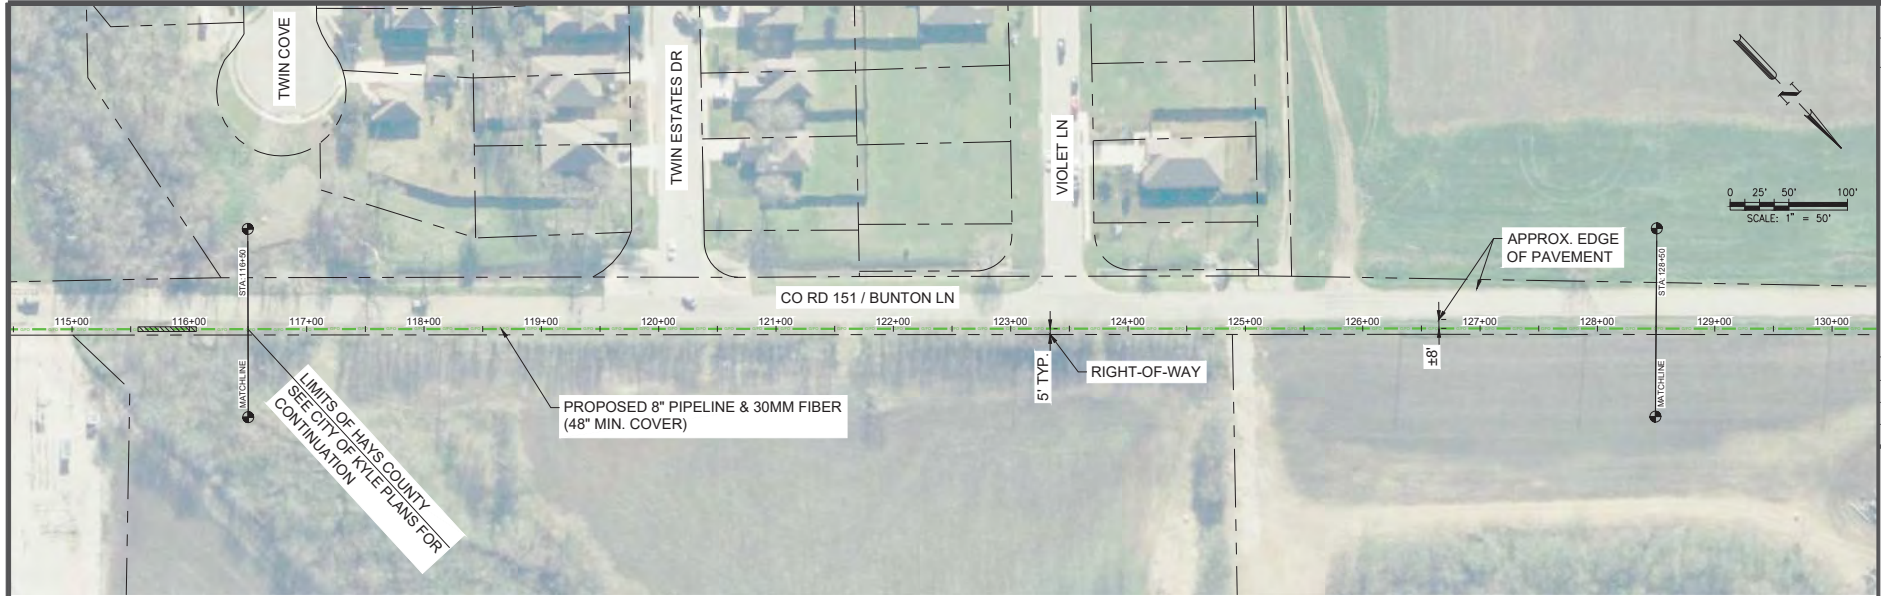 TWIN COVE
TWIN ESTATES DR
VIOLET LN
N
0 25' 50' 100'
SCALE: 1" = 50'
APPROX. EDGE
OF PAVEMENT
STA:116+50
STA:128+50
CO RD 151 / BUNTON LN
115+00 116+00 117+00 118+00 119+00 120+00 121+00 122+00 123+00 124+00 125+00 126+00 127+00 128+00 129+00 130+00
MATCHLINE
LIMITS OF HAYS COUNTY
SEE CITY OF KYLE PLANS FOR
CONTINUATION
PROPOSED 8" PIPELINE & 30MM FIBER
(48" MIN. COVER)
5' TYP.
RIGHT-OF-WAY
±8'
MATCHLINE